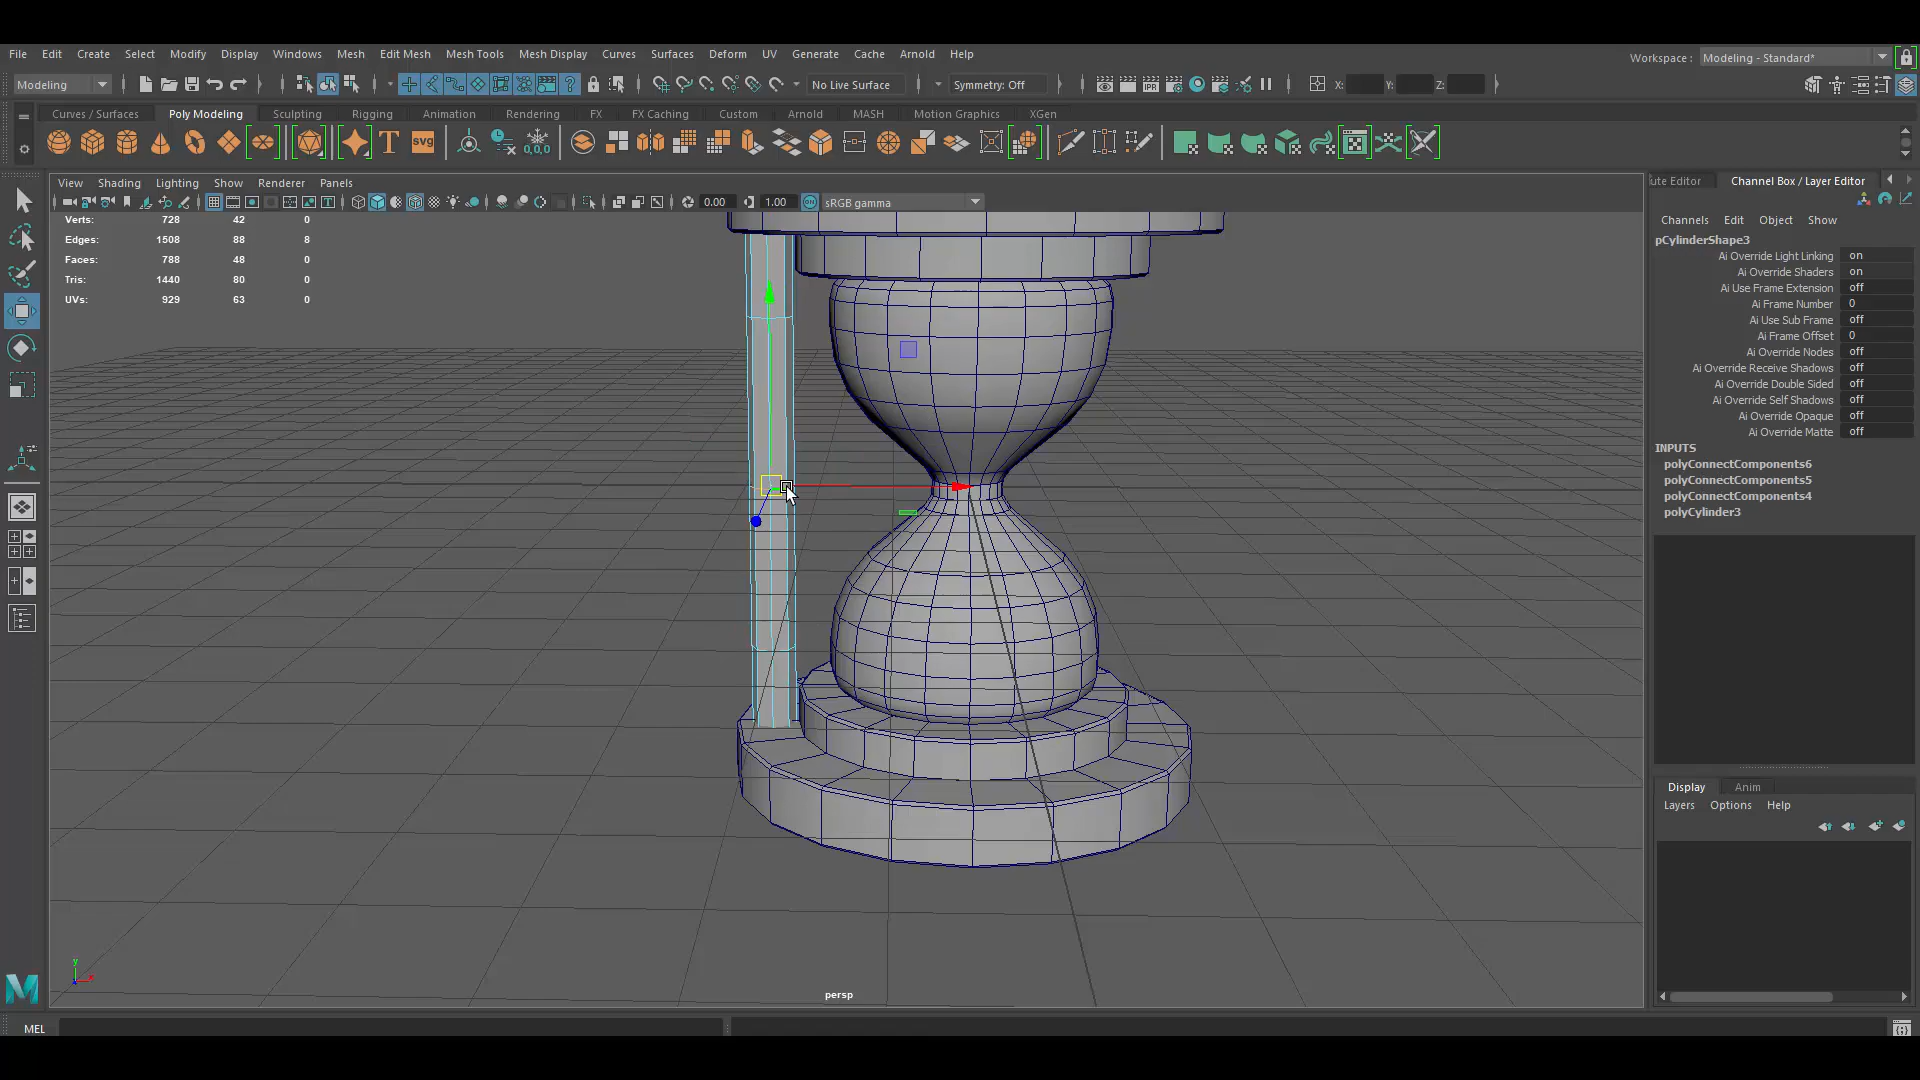 File Edit Create Select Modify Display Windows Mesh Edit Mesh Mesh Tools Mesh Display Curves Surfaces Deform UV Generate Cache Arnold Help
Workspace : Modeling - Standard*
Modeling No Live Surface Symmetry: Off X: Y: Z:
Curves / Surfaces Poly Modeling Sculpting Rigging Animation Rendering FX FX Caching Custom Arnold MASH Motion Graphics XGen
T SVG 0,0,0
View Shading Lighting Show Renderer Panels
0.00 1.00 ON sRGB gamma
Verts: 728 42 0
Edges: 1508 88 8
Faces: 788 48 0
Tris: 1440 80 0
UVs: 929 63 0
ute Editor Channel Box / Layer Editor
Channels Edit Object Show
pCylinderShape3
Ai Override Light Linking on
Ai Override Shaders on
Ai Use Frame Extension off
Ai Frame Number 0
Ai Use Sub Frame off
Ai Frame Offset 0
Ai Override Nodes off
Ai Override Receive Shadows off
Ai Override Double Sided off
Ai Override Self Shadows off
Ai Override Opaque off
Ai Override Matte off
INPUTS
polyConnectComponents6
polyConnectComponents5
polyConnectComponents4
polyCylinder3
Display Anim
Layers Options Help
y
x
persp
M
MEL